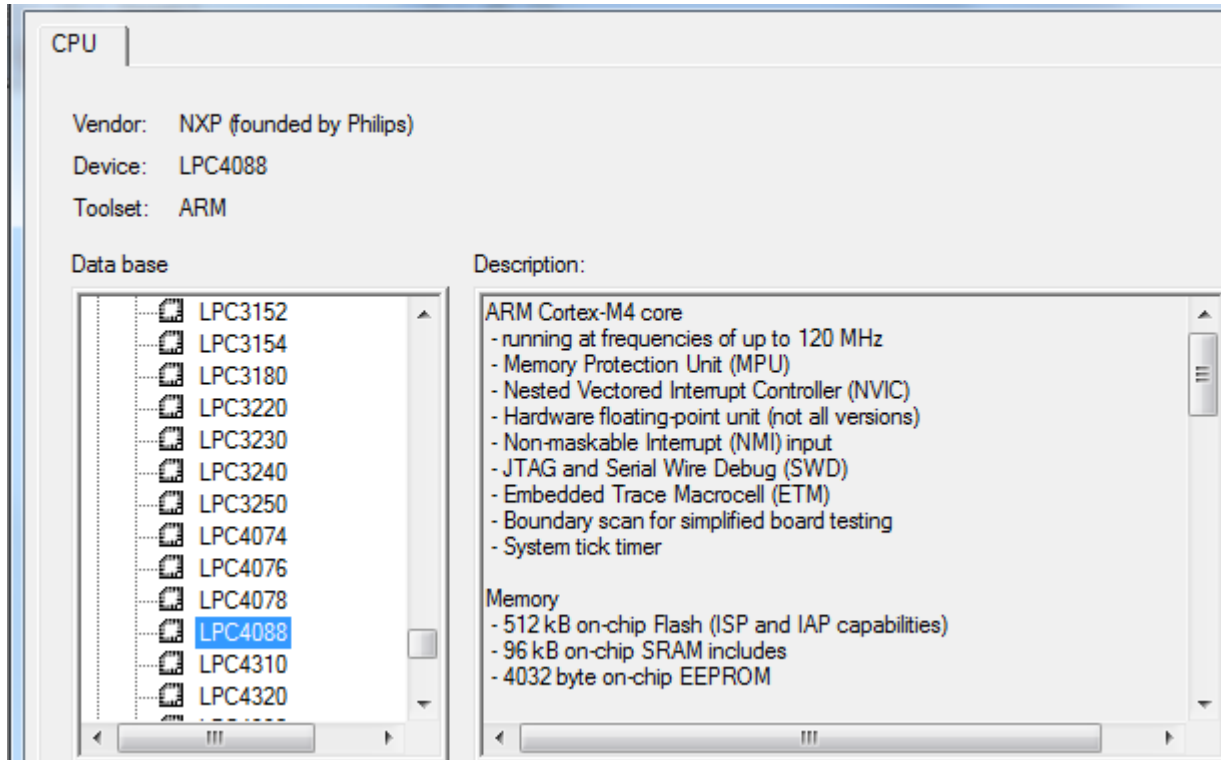 CPU
Vendor: NXP (founded by Philips)
Device: LPC4088
Toolset: ARM
Data base
LPC3152
LPC3154
LPC3180
LPC3220
LPC3230
LPC3240
LPC3250
LPC4074
LPC4076
LPC4078
LPC4088
LPC4310
LPC4320
Description:
ARM Cortex-M4 core
- running at frequencies of up to 120 MHz
- Memory Protection Unit (MPU)
- Nested Vectored Interrupt Controller (NVIC)
- Hardware floating-point unit (not all versions)
- Non-maskable Interrupt (NMI) input
- JTAG and Serial Wire Debug (SWD)
- Embedded Trace Macrocell (ETM)
- Boundary scan for simplified board testing
- System tick timer
Memory
- 512 kB on-chip Flash (ISP and IAP capabilities)
- 96 kB on-chip SRAM includes
- 4032 byte on-chip EEPROM